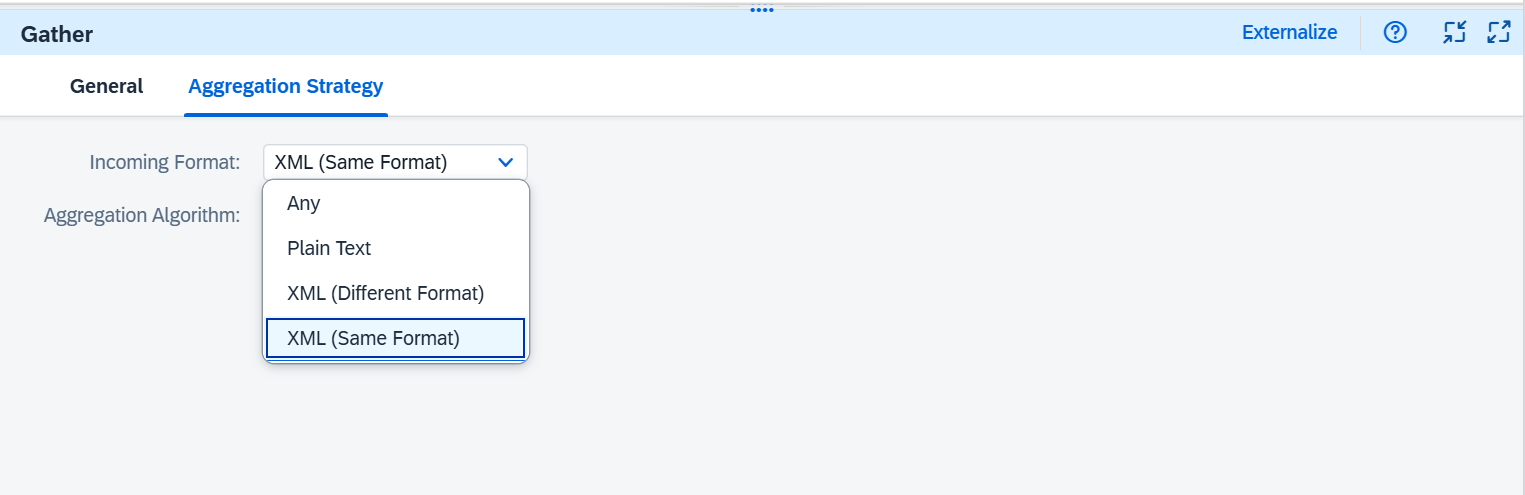 Gather
Externalize
General
Aggregation Strategy
Incoming Format:
XML (Same Format)
Aggregation Algorithm:
Any
Plain Text
XML (Different Format)
XML (Same Format)